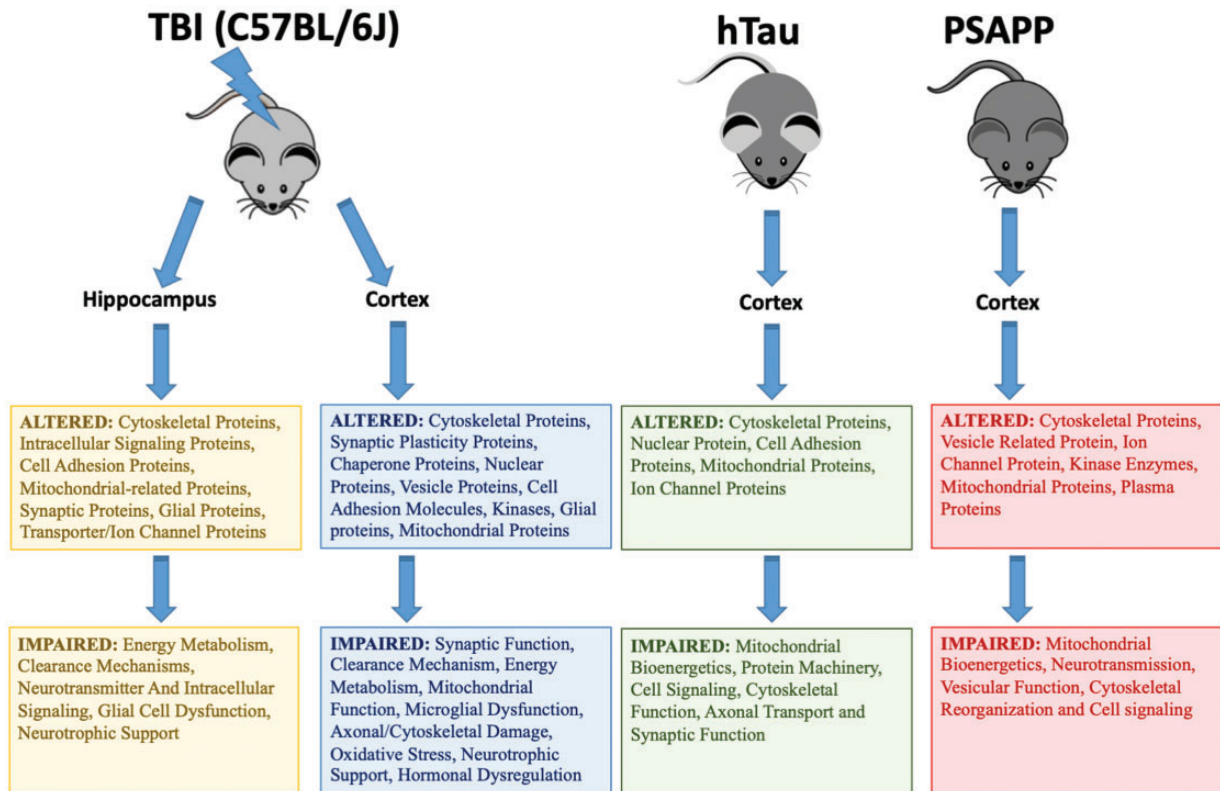 TBI (C57BL/6J)
hTau
PSAPP
Hippocampus
Cortex
Cortex
Cortex
ALTERED: Cytoskeletal Proteins,
Intracellular Signaling Proteins,
Cell Adhesion Proteins,
Mitochondrial-related Proteins,
Synaptic Proteins, Glial Proteins,
Transporter/Ion Channel Proteins
ALTERED: Cytoskeletal Proteins,
Synaptic Plasticity Proteins,
Chaperone Proteins, Nuclear
Proteins, Vesicle Proteins, Cell
Adhesion Molecules, Kinases, Glial
proteins, Mitochondrial Proteins
ALTERED: Cytoskeletal Proteins,
Nuclear Protein, Cell Adhesion
Proteins, Mitochondrial Proteins,
Ion Channel Proteins
ALTERED: Cytoskeletal Proteins,
Vesicle Related Protein, Ion
Channel Protein, Kinase Enzymes,
Mitochondrial Proteins, Plasma
Proteins
IMPAIRED: Energy Metabolism,
Clearance Mechanisms,
Neurotransmitter And Intracellular
Signaling, Glial Cell Dysfunction,
Neurotrophic Support
IMPAIRED: Synaptic Function,
Clearance Mechanism, Energy
Metabolism, Mitochondrial
Function, Microglial Dysfunction,
Axonal/Cytoskeletal Damage,
Oxidative Stress, Neurotrophic
Support, Hormonal Dysregulation
IMPAIRED: Mitochondrial
Bioenergetics, Protein Machinery,
Cell Signaling, Cytoskeletal
Function, Axonal Transport and
Synaptic Function
IMPAIRED: Mitochondrial
Bioenergetics, Neurotransmission,
Vesicular Function, Cytoskeletal
Reorganization and Cell signaling